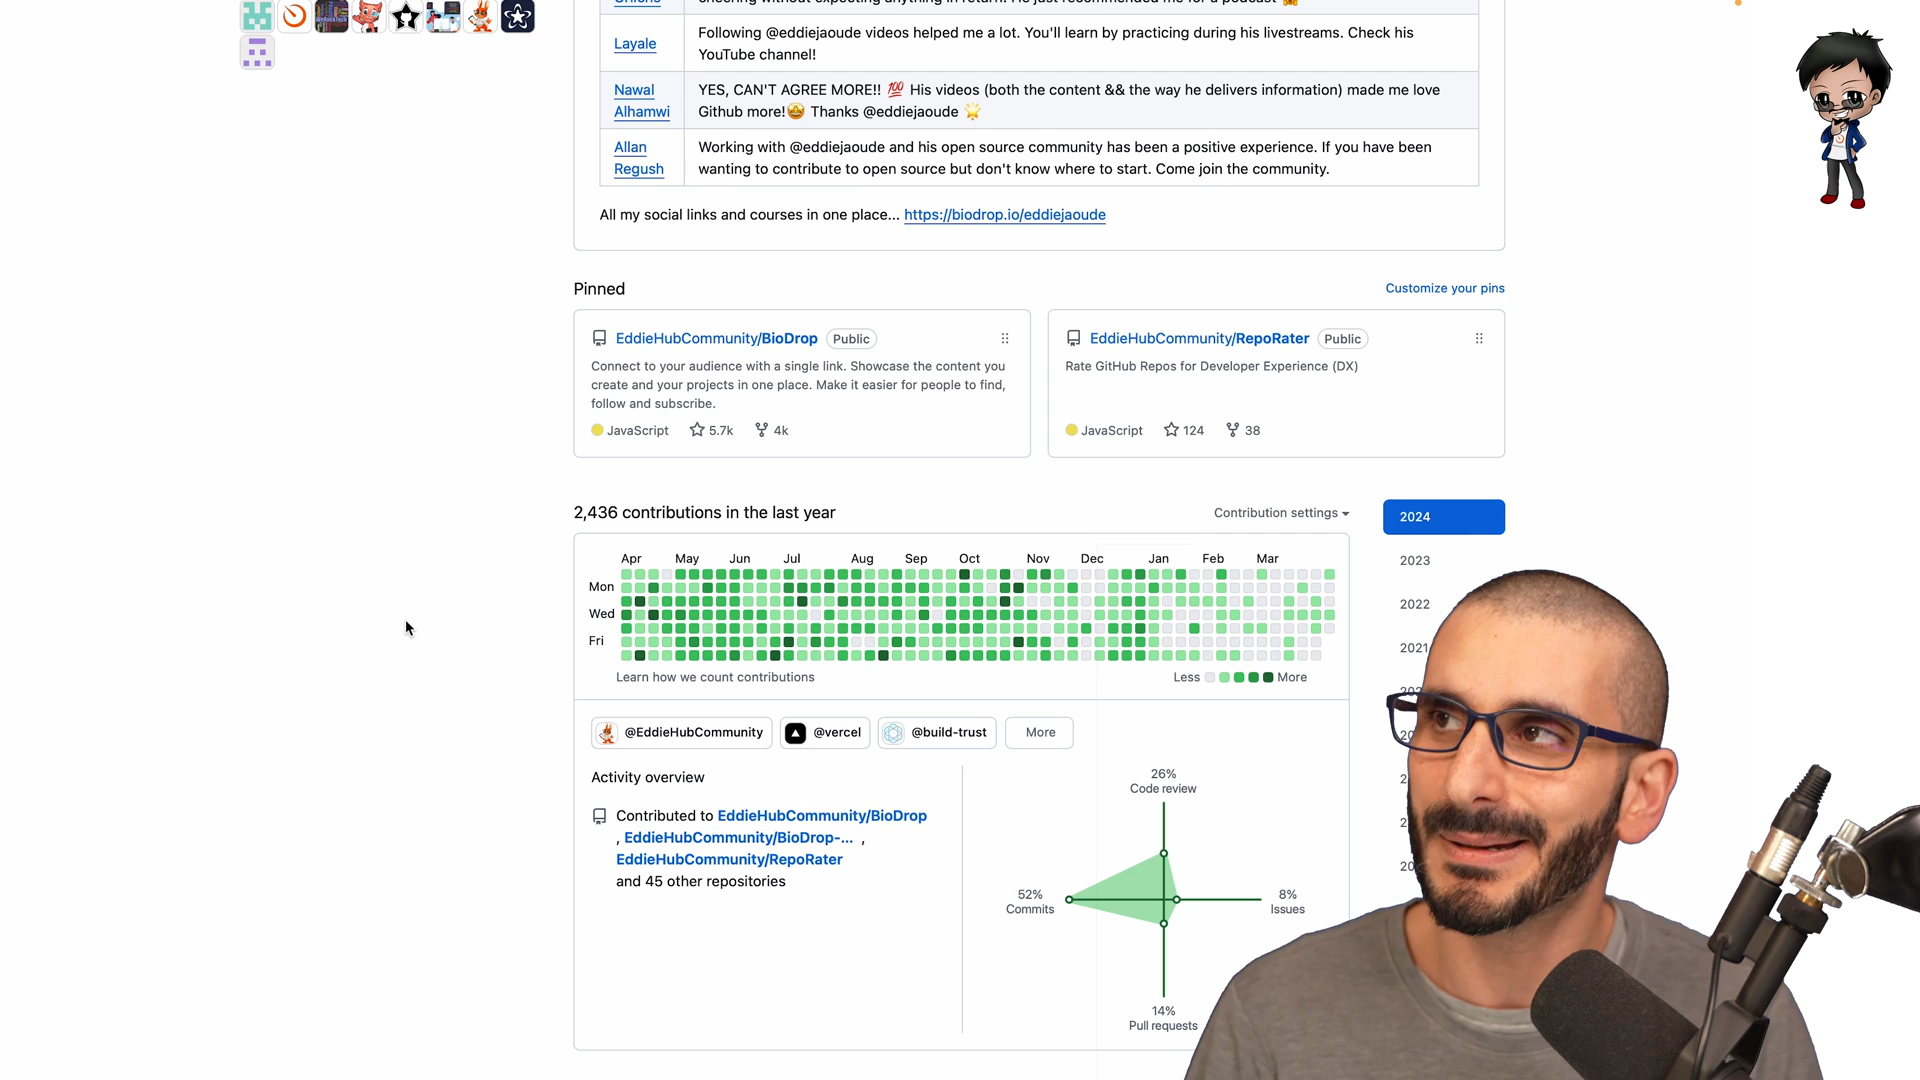 Layale
Following @eddiejaoude videos helped me a lot. You'll learn by practicing during his livestreams. Check his
YouTube channel!
Nawal
Alhamwi
YES, CAN'T AGREE MORE!! 💯 His videos (both the content && the way he delivers information) made me love
Github more!🤩 Thanks @eddiejaoude 🌟
Allan
Regush
Working with @eddiejaoude and his open source community has been a positive experience. If you have been
wanting to contribute to open source but don't know where to start. Come join the community.
All my social links and courses in one place... https://biodrop.io/eddiejaoude
Pinned
Customize your pins
EddieHubCommunity/BioDrop Public
Connect to your audience with a single link. Showcase the content you
create and your projects in one place. Make it easier for people to find,
follow and subscribe.
JavaScript 5.7k 4k
EddieHubCommunity/RepoRater Public
Rate GitHub Repos for Developer Experience (DX)
JavaScript 124 38
2,436 contributions in the last year
Contribution settings
2024
2023
2022
2021
Apr May Jun Jul Aug Sep Oct Nov Dec Jan Feb Mar
Mon
Wed
Fri
Learn how we count contributions
Less More
@EddieHubCommunity @vercel @build-trust More
Activity overview
Contributed to EddieHubCommunity/BioDrop
, EddieHubCommunity/BioDrop-... ,
EddieHubCommunity/RepoRater
and 45 other repositories
26%
Code review
52%
Commits
8%
Issues
14%
Pull requests